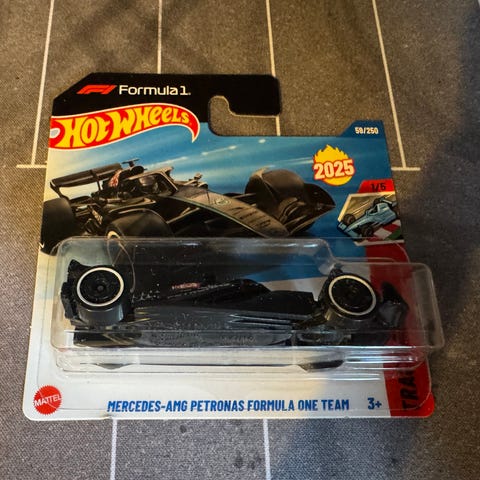 F1 Formula 1®
HOT WHEELS
59/250
2025
1/5
MATTEL
MERCEDES-AMG PETRONAS FORMULA ONE TEAM
3+